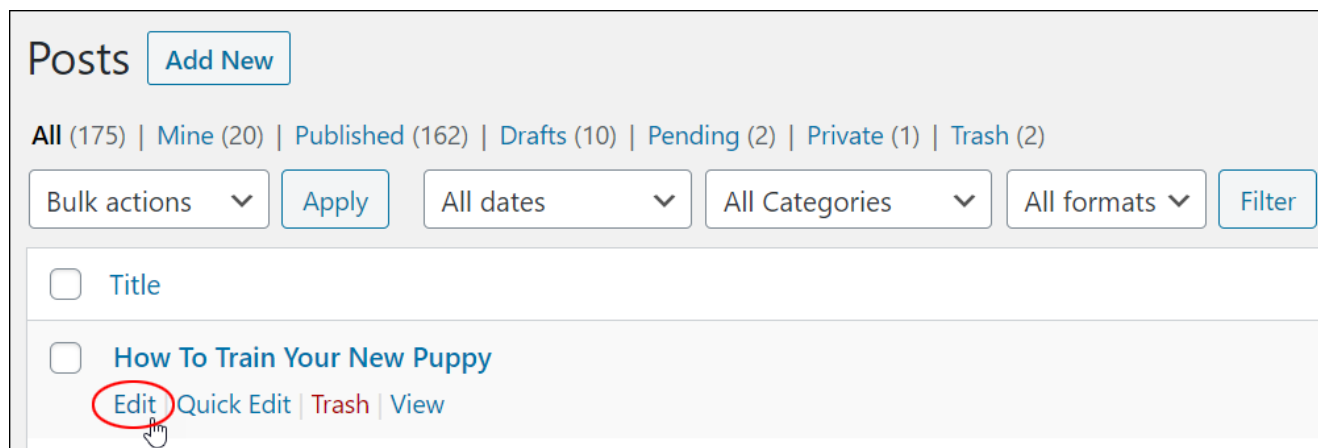 Posts Add New
All (175) | Mine (20) | Published (162) | Drafts (10) | Pending (2) | Private (1) | Trash (2)
Bulk actions Apply All dates All Categories All formats Filter
Title
How To Train Your New Puppy
Edit | Quick Edit | Trash | View